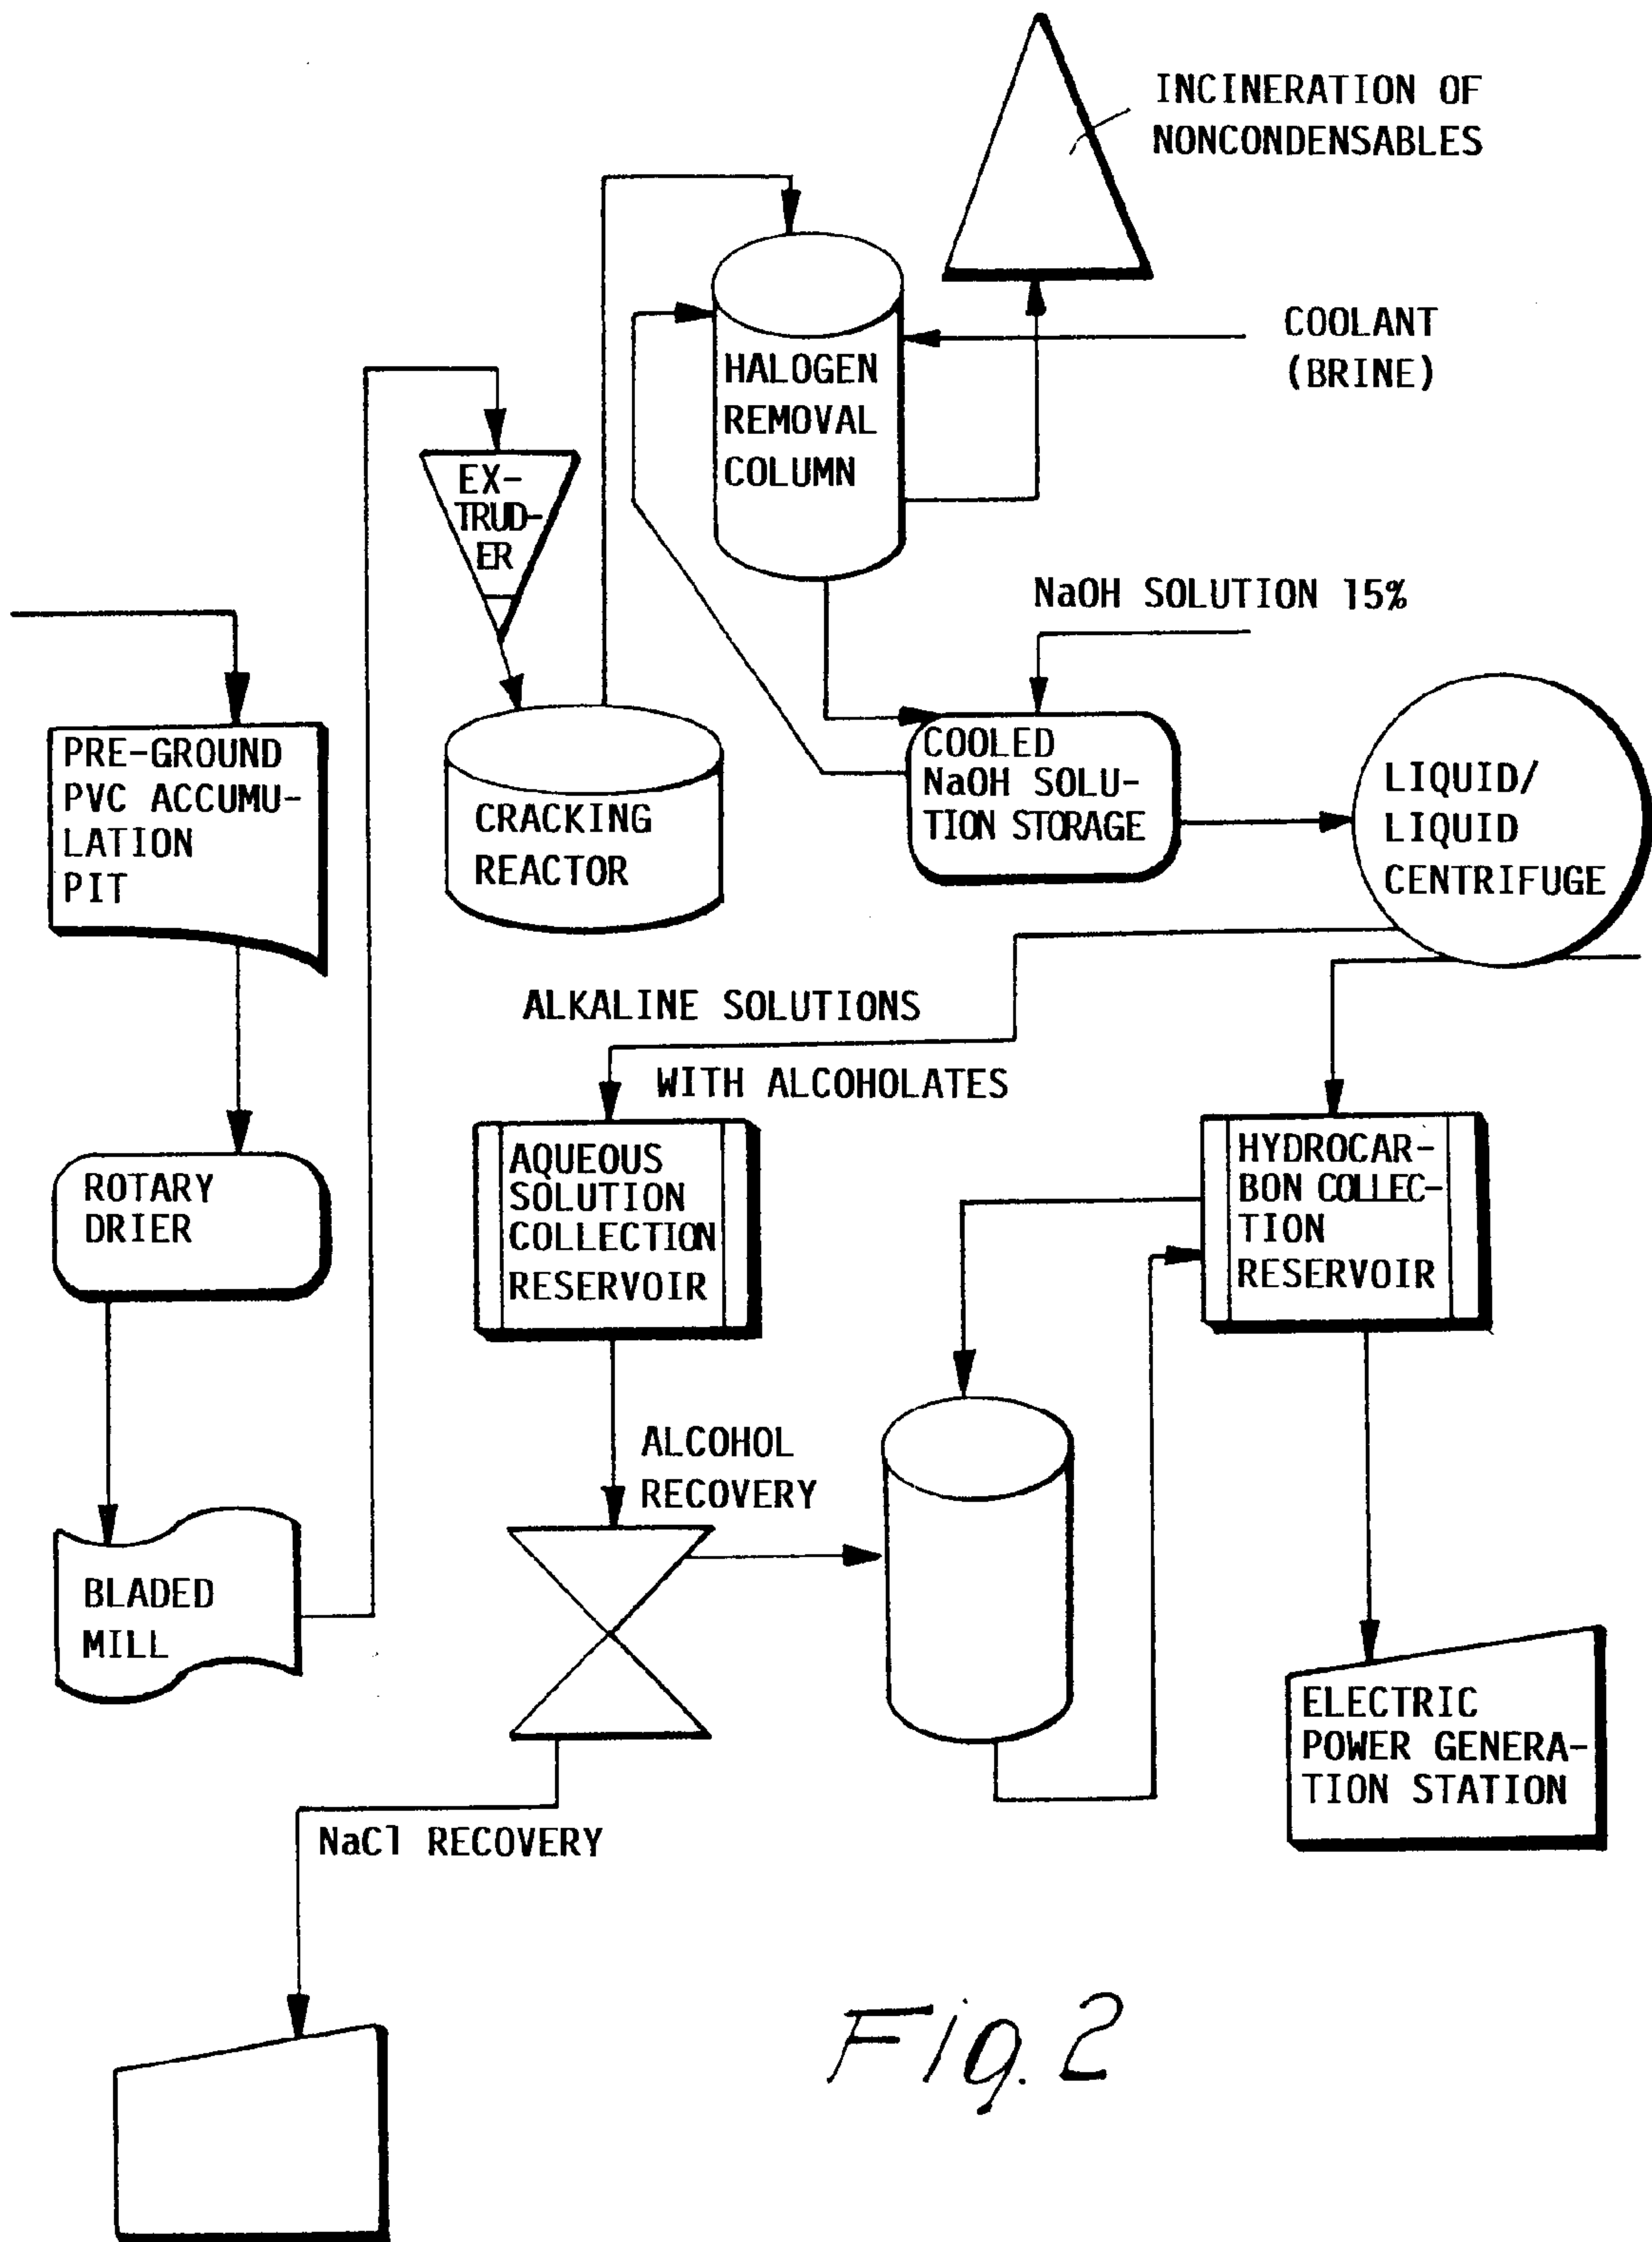 INCINERATION OF
NONCONDENSABLES
COOLANT
(BRINE)
HALOGEN
REMOVAL
COLUMN
EX-
TRUD-
ER
NaOH SOLUTION 15%
PRE-GROUND
PVC ACCUMU-
LATION
PIT
CRACKING
REACTOR
COOLED
NaOH SOLU-
TION STORAGE
LIQUID/
LIQUID
CENTRIFUGE
ALKALINE SOLUTIONS
WITH ALCOHOLATES
ROTARY
DRIER
AQUEOUS
SOLUTION
COLLECTION
RESERVOIR
HYDROCAR-
BON COLLEC-
TION
RESERVOIR
ALCOHOL
RECOVERY
BLADED
MILL
ELECTRIC
POWER GENERA-
TION STATION
NaCl RECOVERY
Fig. 2